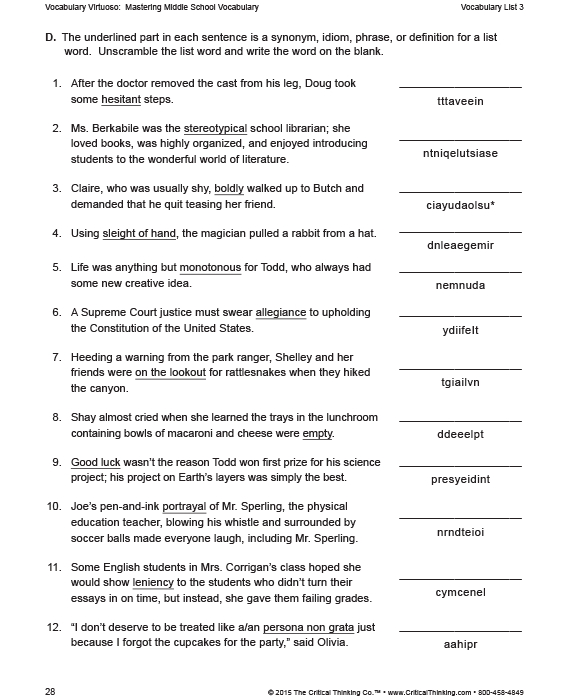 Vocabulary Virtuoso: Mastering Middle School Vocabulary
Vocabulary List 3
D. The underlined part in each sentence is a synonym, idiom, phrase, or definition for a list
word. Unscramble the list word and write the word on the blank.
1. After the doctor removed the cast from his leg, Doug took
some hesitant steps.
tttaveein
2. Ms. Berkabile was the stereotypical school librarian; she
loved books, was highly organized, and enjoyed introducing
students to the wonderful world of literature.
ntniqelutsiase
3. Claire, who was usually shy, boldly walked up to Butch and
demanded that he quit teasing her friend.
ciayudaolsu*
4. Using sleight of hand, the magician pulled a rabbit from a hat.
dnleaegemir
5. Life was anything but monotonous for Todd, who always had
some new creative idea.
nemnuda
6. A Supreme Court justice must swear allegiance to upholding
the Constitution of the United States.
ydiifelt
7. Heeding a warning from the park ranger, Shelley and her
friends were on the lookout for rattlesnakes when they hiked
the canyon.
tgiailvn
8. Shay almost cried when she learned the trays in the lunchroom
containing bowls of macaroni and cheese were empty.
ddeeelpt
9. Good luck wasn't the reason Todd won first prize for his science
project; his project on Earth's layers was simply the best.
presyeidint
10. Joe's pen-and-ink portrayal of Mr. Sperling, the physical
education teacher, blowing his whistle and surrounded by
soccer balls made everyone laugh, including Mr. Sperling.
nrndteioi
11. Some English students in Mrs. Corrigan's class hoped she
would show leniency to the students who didn't turn their
essays in on time, but instead, she gave them failing grades.
cymcenel
12. "I don't deserve to be treated like a/an persona non grata just
because I forgot the cupcakes for the party," said Olivia.
aahipr
28
© 2015 The Critical Thinking Co.™ • www.CriticalThinking.com • 800-458-4849